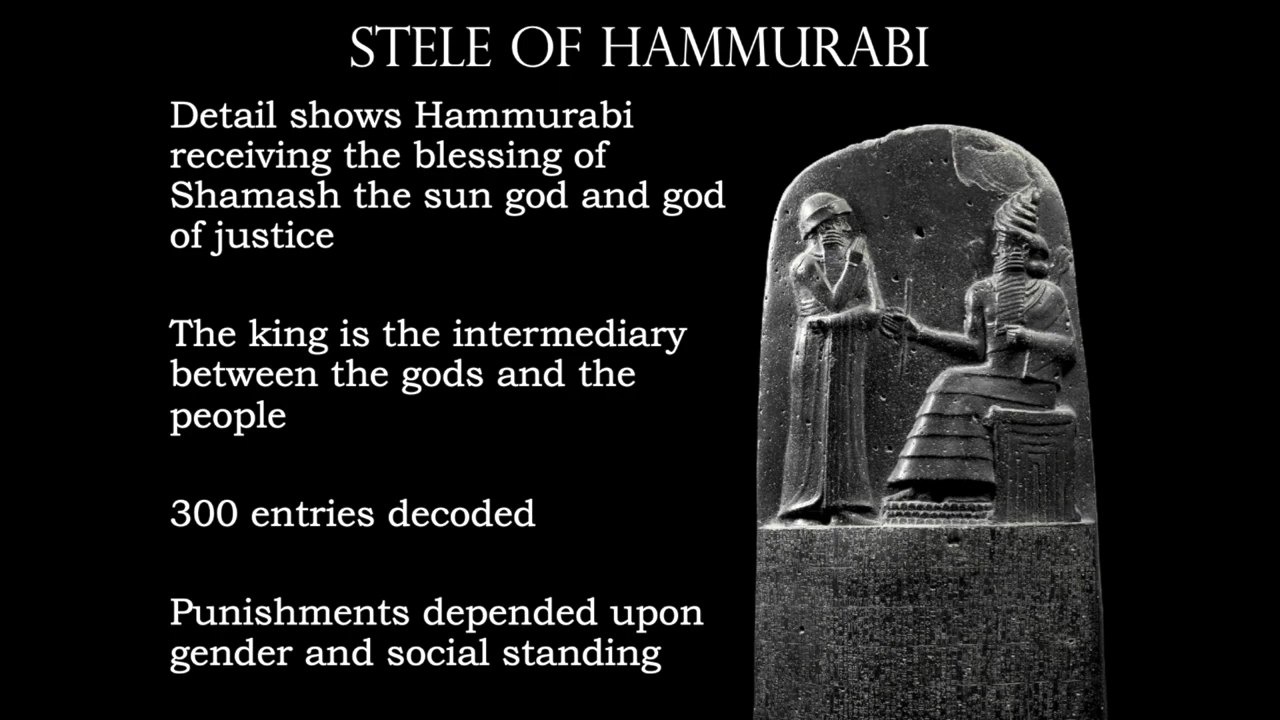 STELE OF HAMMURABI
Detail shows Hammurabi
receiving the blessing of
Shamash the sun god and god
of justice
The king is the intermediary
between the gods and the
people
300 entries decoded
Punishments depended upon
gender and social standing